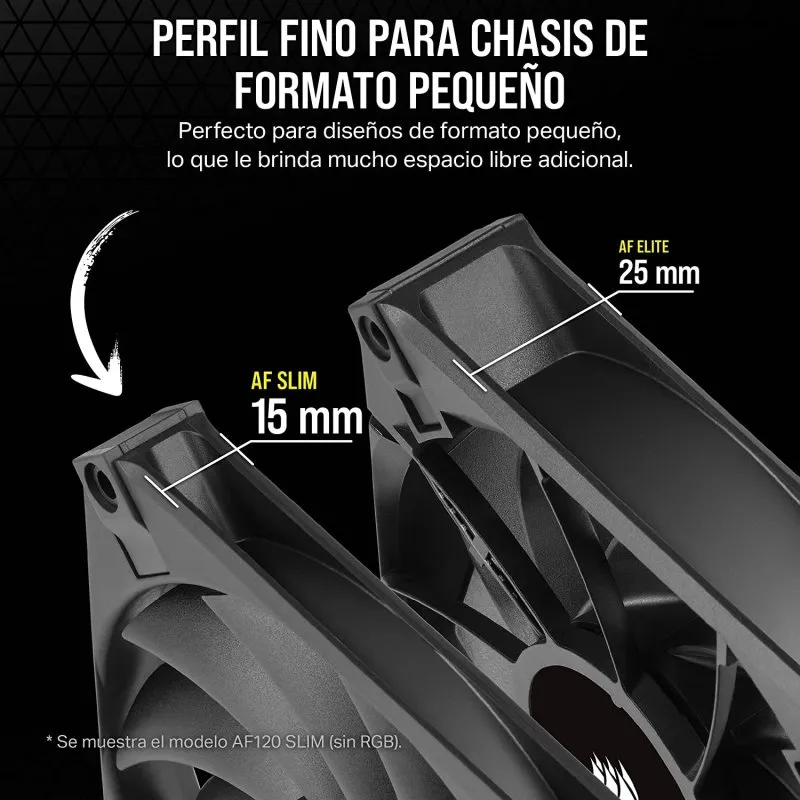 PERFIL FINO PARA CHASIS DE
FORMATO PEQUEÑO
Perfecto para diseños de formato pequeño,
lo que le brinda mucho espacio libre adicional.
AF ELITE
25 mm
AF SLIM
15 mm
* Se muestra el modelo AF120 SLIM (sin RGB).